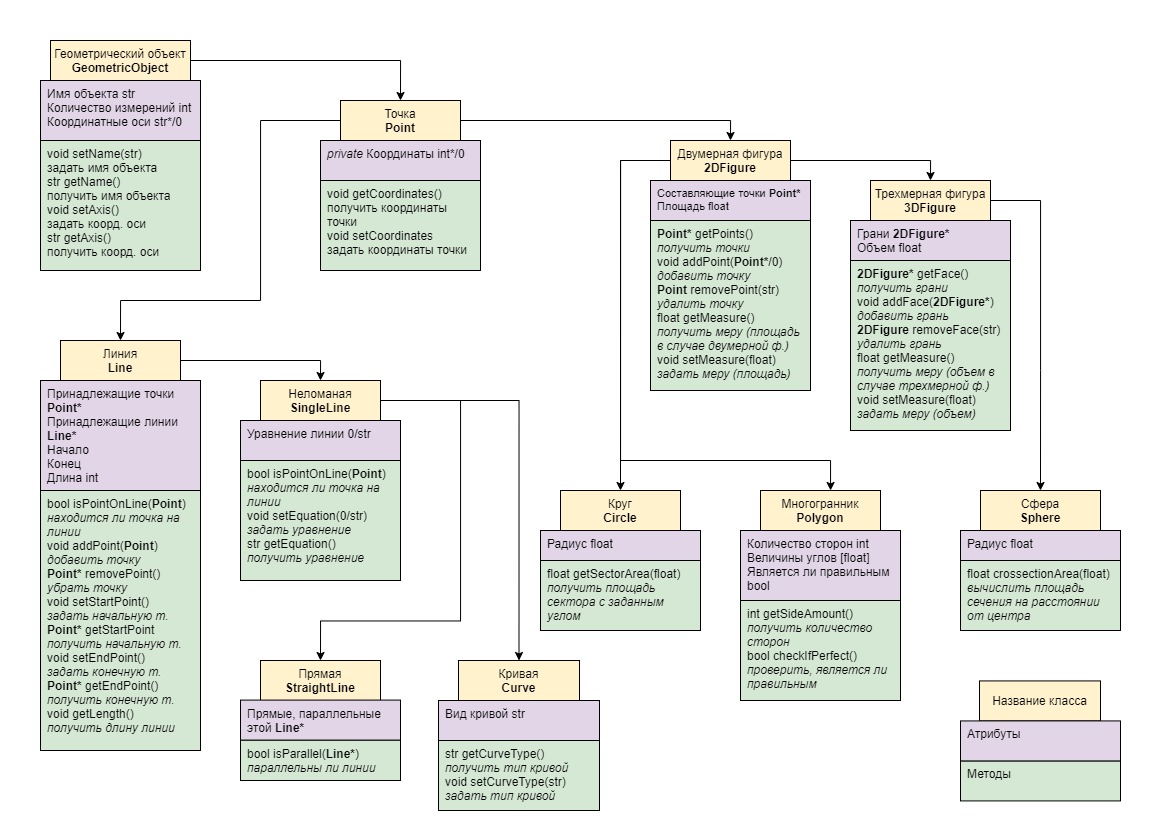 Геометрический объект
GeometricObject
Имя объекта str
Количество измерений int
Координатные оси str*/0
void setName(str)
задать имя объекта
str getName()
получить имя объекта
void setAxis()
задать коорд. оси
str getAxis()
получить коорд. оси
Точка
Point
private Координаты int*/0
void getCoordinates()
получить координаты
точки
void setCoordinates
задать координаты точки
Двумерная фигура
2DFigure
Составляющие точки Point*
Площадь float
Point* getPoints()
получить точки
void addPoint(Point*/0)
добавить точку
Point removePoint(str)
удалить точку
float getMeasure()
получить меру (площадь
в случае двумерной ф.)
void setMeasure(float)
задать меру (площадь)
Трехмерная фигура
3DFigure
Грани 2DFigure*
Объем float
2DFigure* getFace()
получить грани
void addFace(2DFigure*)
добавить грань
2DFigure removeFace(str)
удалить грань
float getMeasure()
получить меру (объем в
случае трехмерной ф.)
void setMeasure(float)
задать меру (объем)
Линия
Line
Принадлежащие точки
Point*
Принадлежащие линии
Line*
Начало
Конец
Длина int
bool isPointOnLine(Point)
находится ли точка на
линии
void addPoint(Point)
добавить точку
Point* removePoint()
убрать точку
void setStartPoint()
задать начальную т.
Point* getStartPoint
получить начальную т.
void setEndPoint()
задать конечную т.
Point* getEndPoint()
получить конечную т.
void getLength()
получить длину линии
Неломаная
SingleLine
Уравнение линии 0/str
bool isPointOnLine(Point)
находится ли точка на
линии
void setEquation(0/str)
задать уравнение
str getEquation()
получить уравнение
Прямая
StraightLine
Прямые, параллельные
этой Line*
bool isParallel(Line*)
параллельны ли линии
Кривая
Curve
Вид кривой str
str getCurveType()
получить тип кривой
void setCurveType(str)
задать тип кривой
Круг
Circle
Радиус float
float getSectorArea(float)
получить площадь
сектора с заданным
углом
Многогранник
Polygon
Количество сторон int
Величины углов [float]
Является ли правильным
bool
int getSideAmount()
получить количество
сторон
bool checkIfPerfect()
проверить, является ли
правильным
Сфера
Sphere
Радиус float
float crossectionArea(float)
вычислить площадь
сечения на расстоянии
от центра
Название класса
Атрибуты
Методы